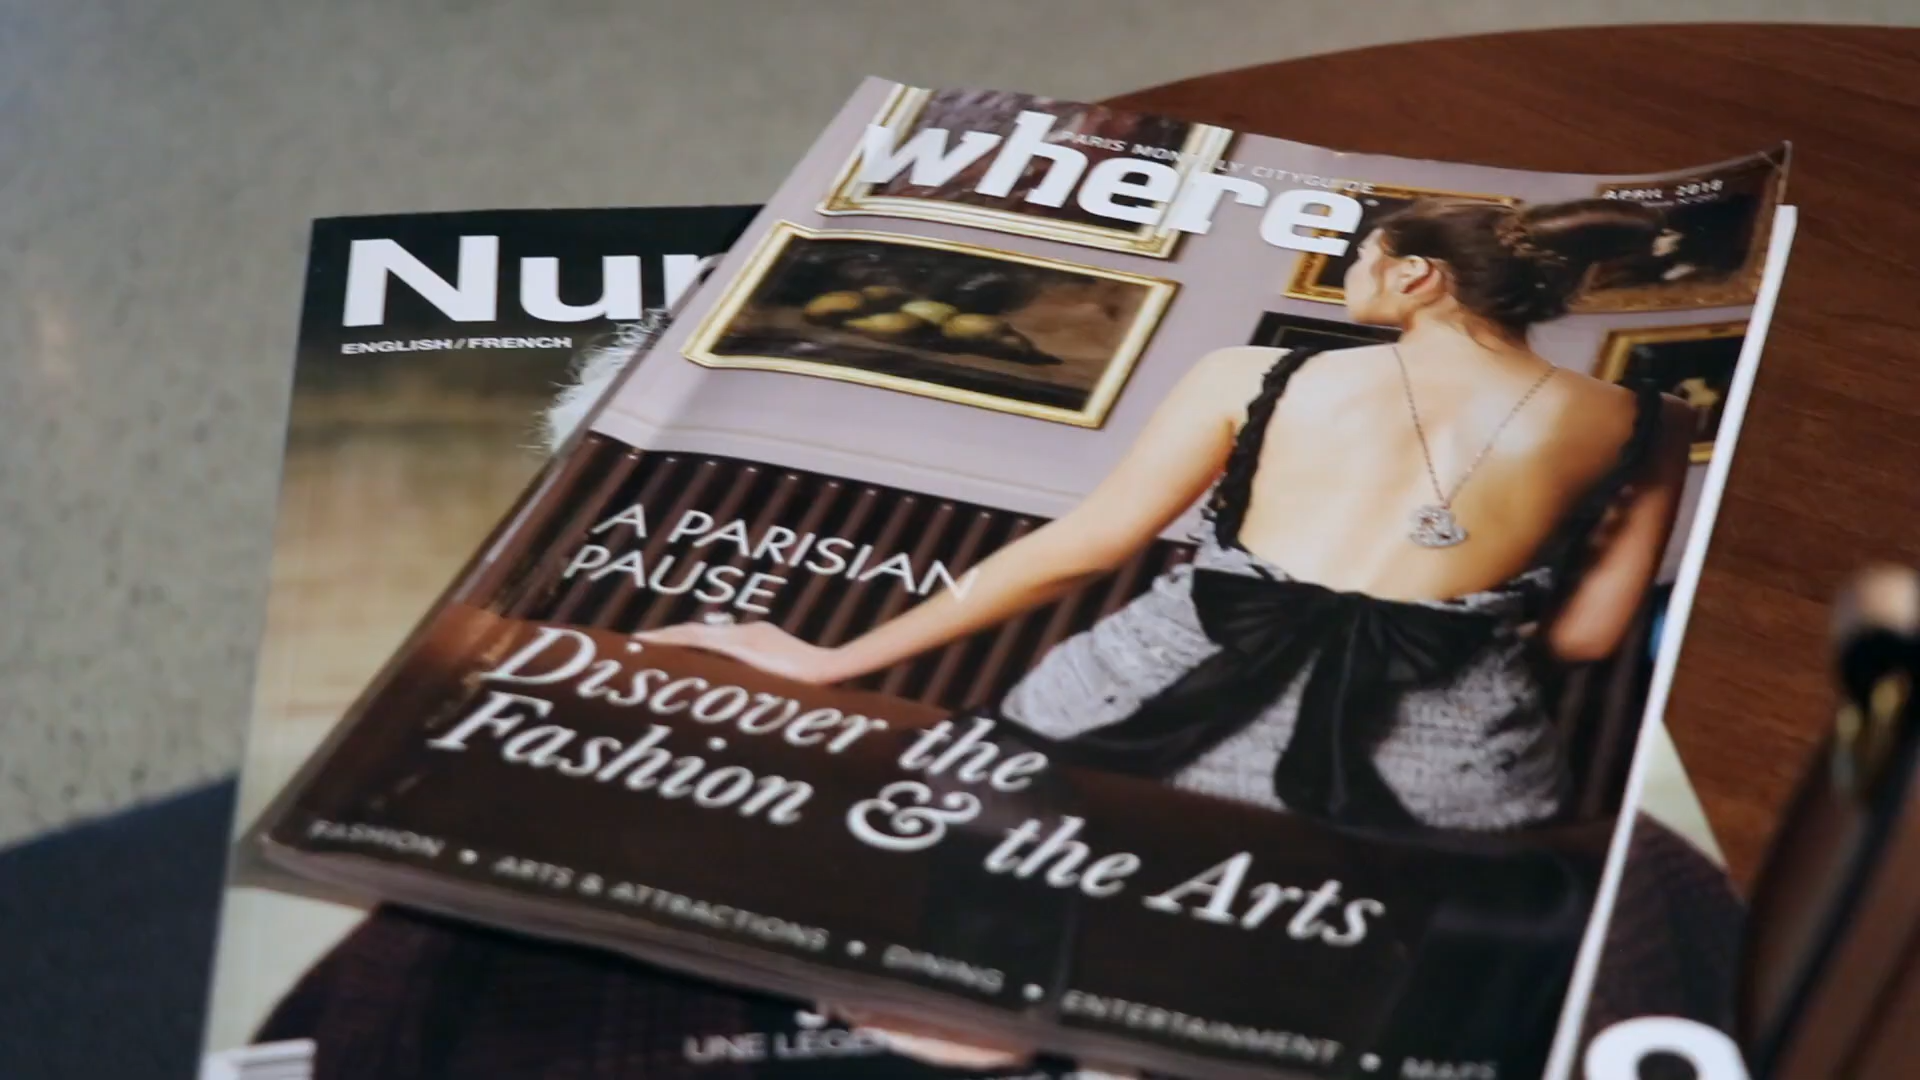 where
PARIS MONTHLY CITYGUIDE
APRIL 2018
Nu
ENGLISH / FRENCH
A PARISIAN
PAUSE
Discover the
Fashion & the Arts
FASHION • ARTS & ATTRACTIONS • DINING • ENTERTAINMENT • MAPS
UNE